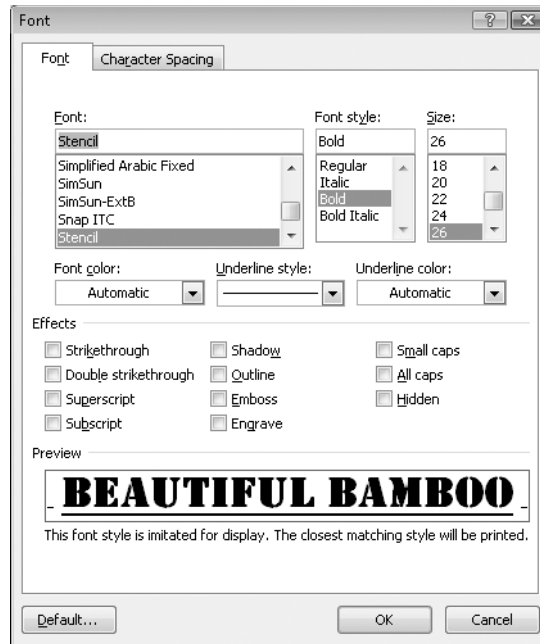 Font
Font
Character Spacing
Font:
Font style:
Size:
Stencil
Bold
26
Simplified Arabic Fixed
SimSun
SimSun-ExtB
Snap ITC
Stencil
Regular
Italic
Bold
Bold Italic
18
20
22
24
26
Font color:
Underline style:
Underline color:
Automatic
Automatic
Effects
Strikethrough
Shadow
Small caps
Double strikethrough
Outline
All caps
Superscript
Emboss
Hidden
Subscript
Engrave
Preview
BEAUTIFUL BAMBOO
This font style is imitated for display. The closest matching style will be printed.
Default...
OK
Cancel